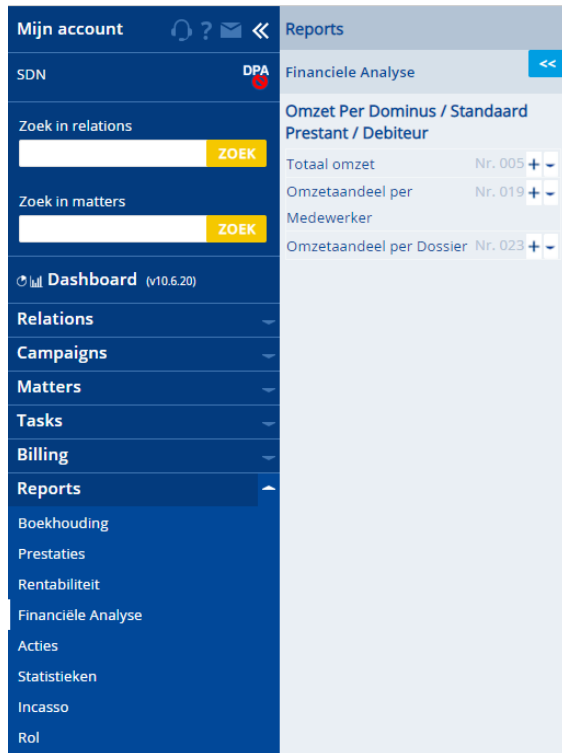 Mijn account ? «
SDN DPA
Zoek in relations
ZOEK
Zoek in matters
ZOEK
Dashboard (v10.6.20)
Relations
Campaigns
Matters
Tasks
Billing
Reports
Boekhouding
Prestaties
Rentabiliteit
Financiële Analyse
Acties
Statistieken
Incasso
Rol
Reports
Financiele Analyse <<
Omzet Per Dominus / Standaard
Prestant / Debiteur
Totaal omzet Nr. 005 +
Omzetaandeel per Nr. 019 +
Medewerker
Omzetaandeel per Dossier Nr. 023 +